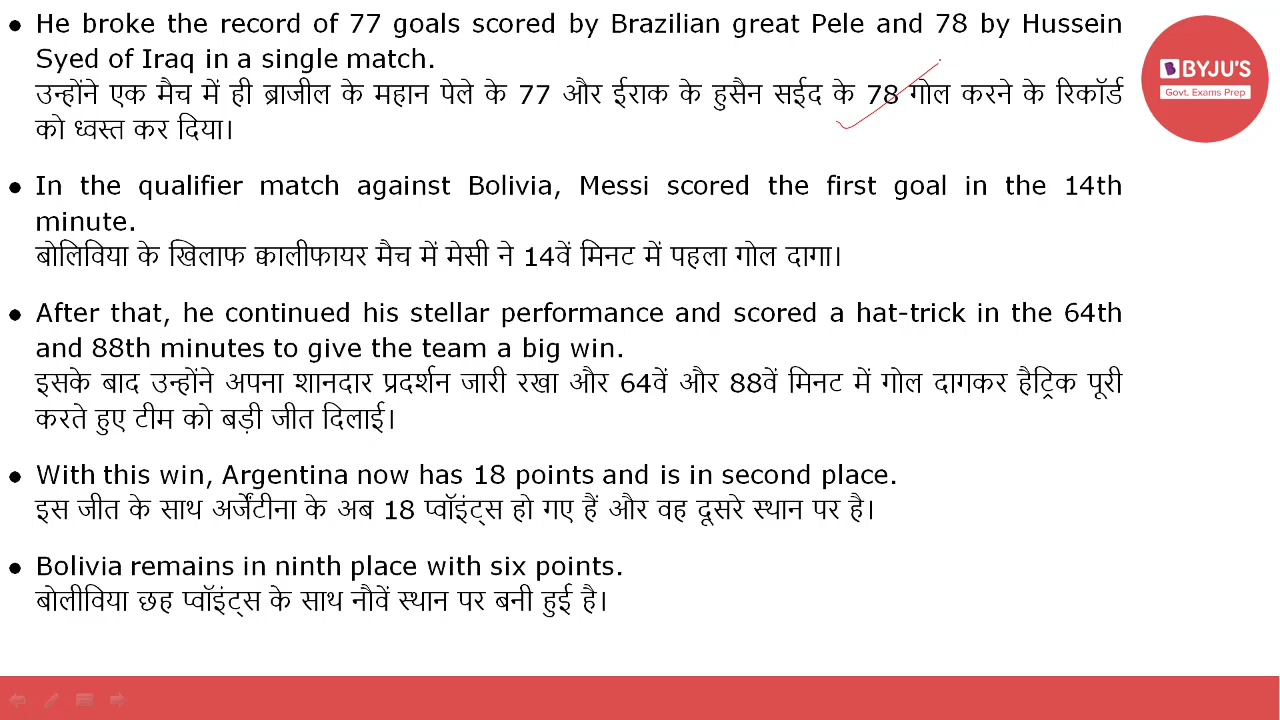 ● He broke the record of 77 goals scored by Brazilian great Pele and 78 by Hussein
Syed of Iraq in a single match.
उन्होंने एक मैच में ही ब्राजील के महान पेले के 77 और ईराक के हुसैन सईद के 78 गोल करने के रिकॉर्ड
को ध्वस्त कर दिया।
● In the qualifier match against Bolivia, Messi scored the first goal in the 14th
minute.
बोलिविया के खिलाफ क्वालीफायर मैच में मेसी ने 14वें मिनट में पहला गोल दागा।
● After that, he continued his stellar performance and scored a hat-trick in the 64th
and 88th minutes to give the team a big win.
इसके बाद उन्होंने अपना शानदार प्रदर्शन जारी रखा और 64वें और 88वें मिनट में गोल दागकर हैट्रिक पूरी
करते हुए टीम को बड़ी जीत दिलाई।
● With this win, Argentina now has 18 points and is in second place.
इस जीत के साथ अर्जेंटीना के अब 18 प्वॉइंट्स हो गए हैं और वह दूसरे स्थान पर है।
● Bolivia remains in ninth place with six points.
बोलीविया छह प्वॉइंट्स के साथ नौवें स्थान पर बनी हुई है।
BYJU'S
Govt. Exams Prep